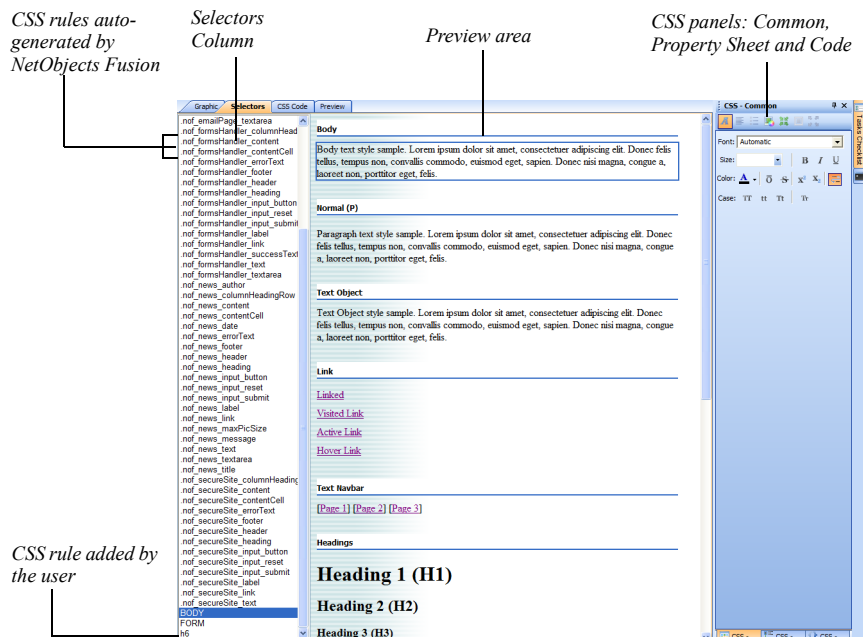 CSS rules auto-
generated by
NetObjects Fusion
Selectors
Column
Preview area
CSS panels: Common,
Property Sheet and Code
Graphic
Selectors
CSS Code
Preview
.nof_emailPage_textarea
.nof_formsHandler_columnHead
.nof_formsHandler_content
.nof_formsHandler_contentCell
.nof_formsHandler_errorText
.nof_formsHandler_footer
.nof_formsHandler_header
.nof_formsHandler_heading
.nof_formsHandler_input_button
.nof_formsHandler_input_reset
.nof_formsHandler_input_submit
.nof_formsHandler_label
.nof_formsHandler_link
.nof_formsHandler_successText
.nof_formsHandler_text
.nof_formsHandler_textarea
.nof_news_author
.nof_news_columnHeadingRow
.nof_news_content
.nof_news_contentCell
.nof_news_date
.nof_news_errorText
.nof_news_footer
.nof_news_header
.nof_news_heading
.nof_news_input_button
.nof_news_input_reset
.nof_news_input_submit
.nof_news_label
.nof_news_link
.nof_news_maxPicSize
.nof_news_message
.nof_news_text
.nof_news_textarea
.nof_news_title
.nof_secureSite_columnHeading
.nof_secureSite_content
.nof_secureSite_contentCell
.nof_secureSite_errorText
.nof_secureSite_footer
.nof_secureSite_header
.nof_secureSite_heading
.nof_secureSite_input_button
.nof_secureSite_input_reset
.nof_secureSite_input_submit
.nof_secureSite_label
.nof_secureSite_link
.nof_secureSite_text
BODY
FORM
h6
Body
Body text style sample. Lorem ipsum dolor sit amet, consectetuer adipiscing elit. Donec felis
tellus, tempus non, convallis commodo, euismod eget, sapien. Donec nisi magna, congue a,
laoreet non, porttitor eget, felis.
Normal (P)
Paragraph text style sample. Lorem ipsum dolor sit amet, consectetuer adipiscing elit. Donec
felis tellus, tempus non, convallis commodo, euismod eget, sapien. Donec nisi magna, congue
a, laoreet non, porttitor eget, felis.
Text Object
Text Object style sample. Lorem ipsum dolor sit amet, consectetuer adipiscing elit. Donec
felis tellus, tempus non, convallis commodo, euismod eget, sapien. Donec nisi magna, congue
a, laoreet non, porttitor eget, felis.
Link
Linked
Visited Link
Active Link
Hover Link
Text Navbar
[Page 1] [Page 2] [Page 3]
Headings
Heading 1 (H1)
Heading 2 (H2)
Heading 3 (H3)
CSS - Common
Font: Automatic
Size: B I U
Color: A O S X² X₂
Case: TT tt Tt Tr
Tasks Checklist
CSS - CSS - CSS -
CSS rule added by
the user